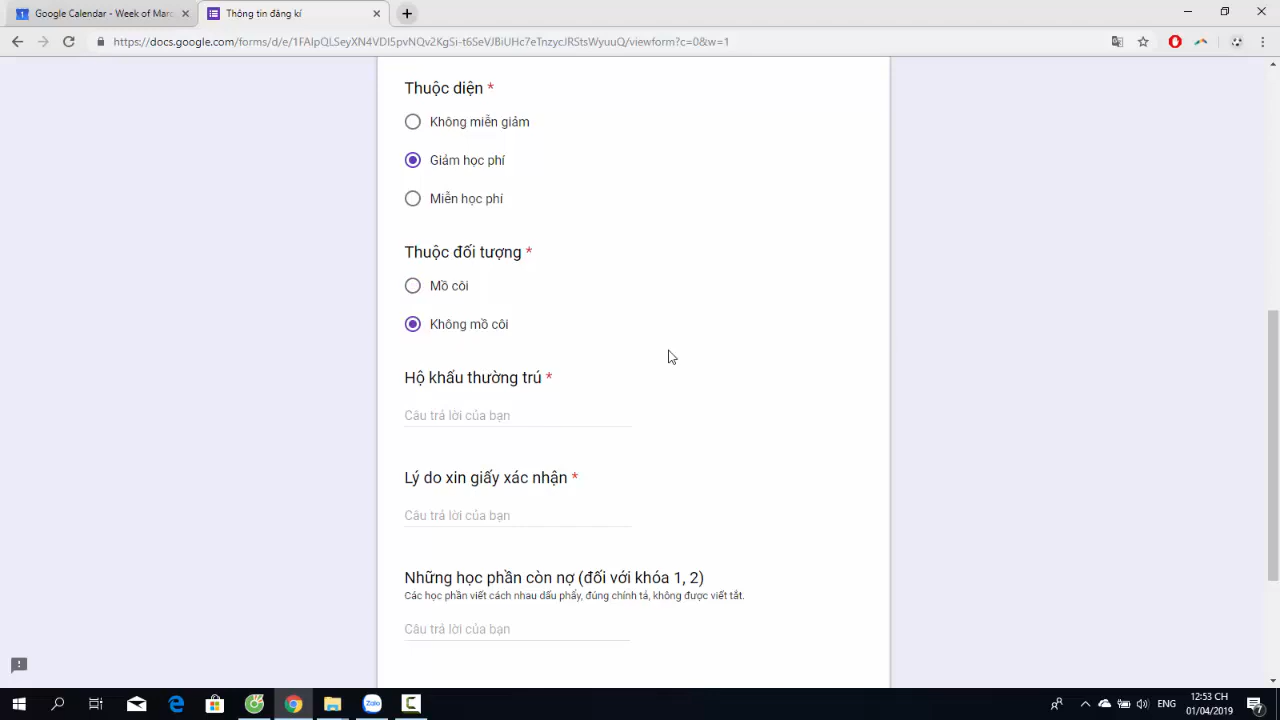 Google Calendar - Week of Marc
Thông tin đăng kí
https://docs.google.com/forms/d/e/1FAIpQLSeyXN4VDI5pvNQv2KgSi-t6SeVJBiUHc7eTnzycJRStsWyuuQ/viewform?c=0&w=1
Thuộc diện *
Không miễn giảm
Giảm học phí
Miễn học phí
Thuộc đối tượng *
Mồ côi
Không mồ côi
Hộ khẩu thường trú *
Câu trả lời của bạn
Lý do xin giấy xác nhận *
Câu trả lời của bạn
Những học phần còn nợ (đối với khóa 1, 2)
Các học phần viết cách nhau dấu phẩy, đúng chính tả, không được viết tắt.
Câu trả lời của bạn
Zalo
ENG
12:53 CH
01/04/2019
7